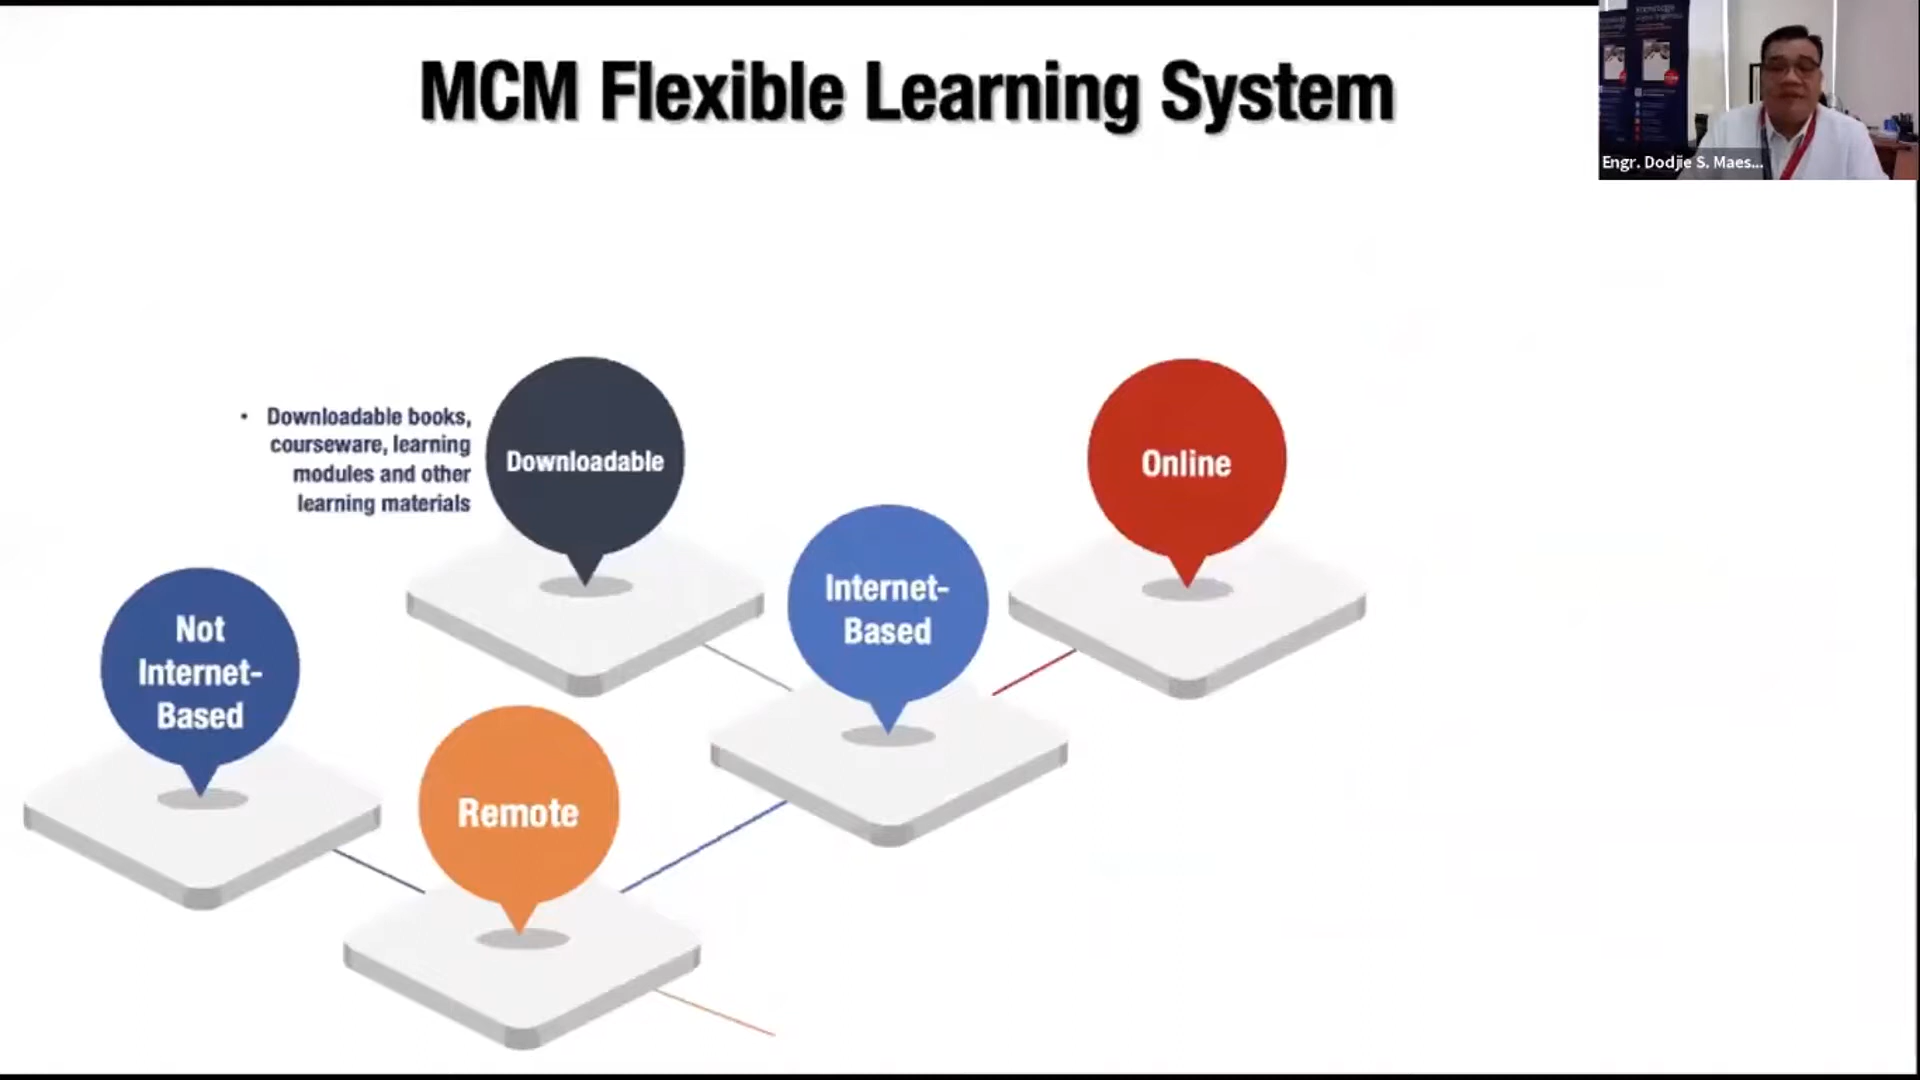 MCM Flexible Learning System
Engr. Dodjie S. Maes...
• Downloadable books,
courseware, learning
modules and other
learning materials
Downloadable
Online
Internet-
Based
Not
Internet-
Based
Remote